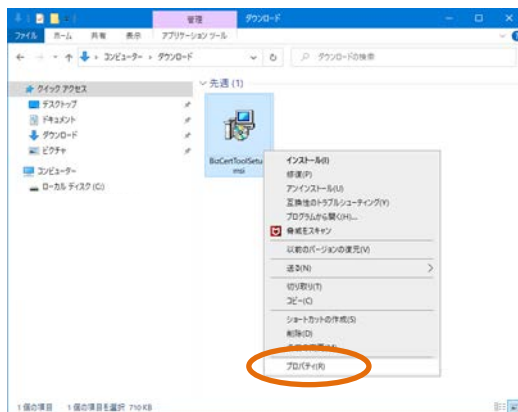 管理
ダウンロード
ファイル
ホーム
共有
表示
アプリケーション ツール
コンピューター › ダウンロード
ダウンロードの検索
クイック アクセス
デスクトップ
ドキュメント
ダウンロード
ピクチャ
コンピューター
ローカル ディスク (C:)
先週 (1)
BizCertToolSetu
msi
インストール(I)
修復(P)
アンインストール(U)
互換性のトラブルシューティング(Y)
プログラムから開く(H)...
脅威をスキャン
以前のバージョンの復元(V)
送る(N)
切り取り(T)
コピー(C)
ショートカットの作成(S)
削除(D)
プロパティ(R)
1 個の項目
1 個の項目を選択 710 KB